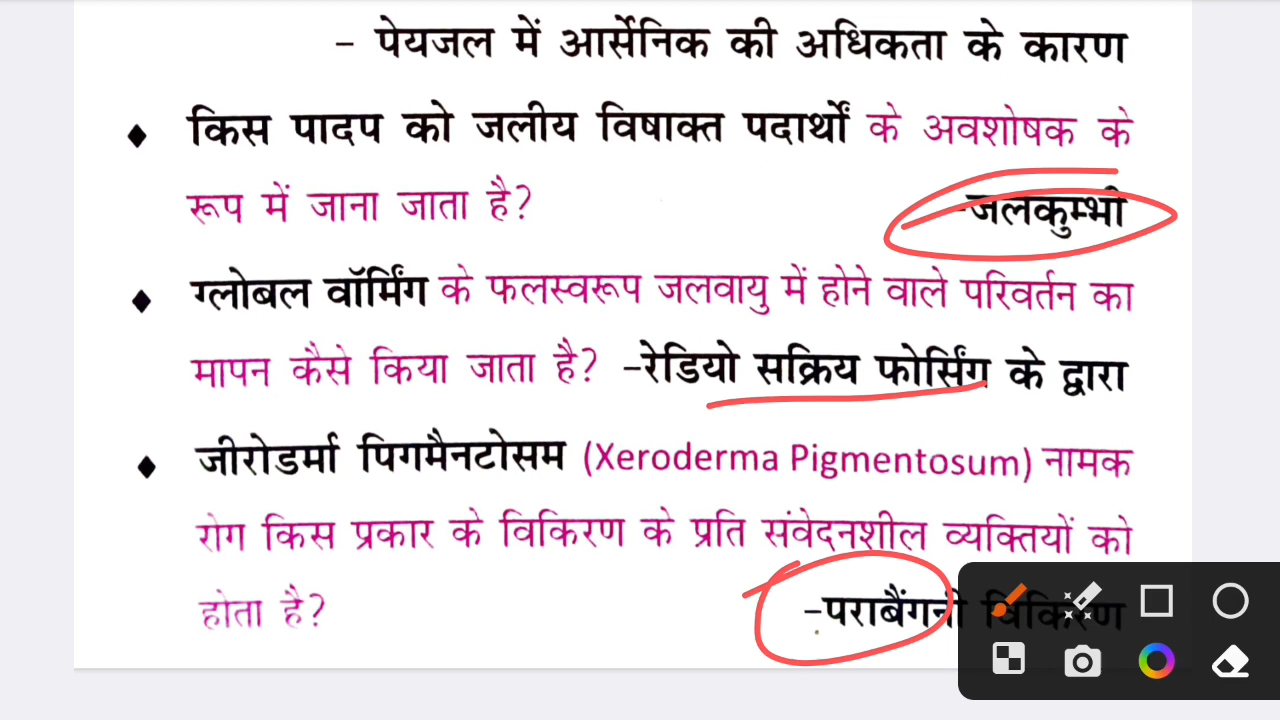 - पेयजल में आर्सेनिक की अधिकता के कारण
♦ किस पादप को जलीय विषाक्त पदार्थों के अवशोषक के
रूप में जाना जाता है? -जलकुम्भी
♦ ग्लोबल वॉर्मिंग के फलस्वरूप जलवायु में होने वाले परिवर्तन का
मापन कैसे किया जाता है? -रेडियो सक्रिय फोर्सिंग के द्वारा
♦ जीरोडर्मा पिगमैनटोसम (Xeroderma Pigmentosum) नामक
रोग किस प्रकार के विकिरण के प्रति संवेदनशील व्यक्तियों को
होता है? -पराबैंगनी विकिरण